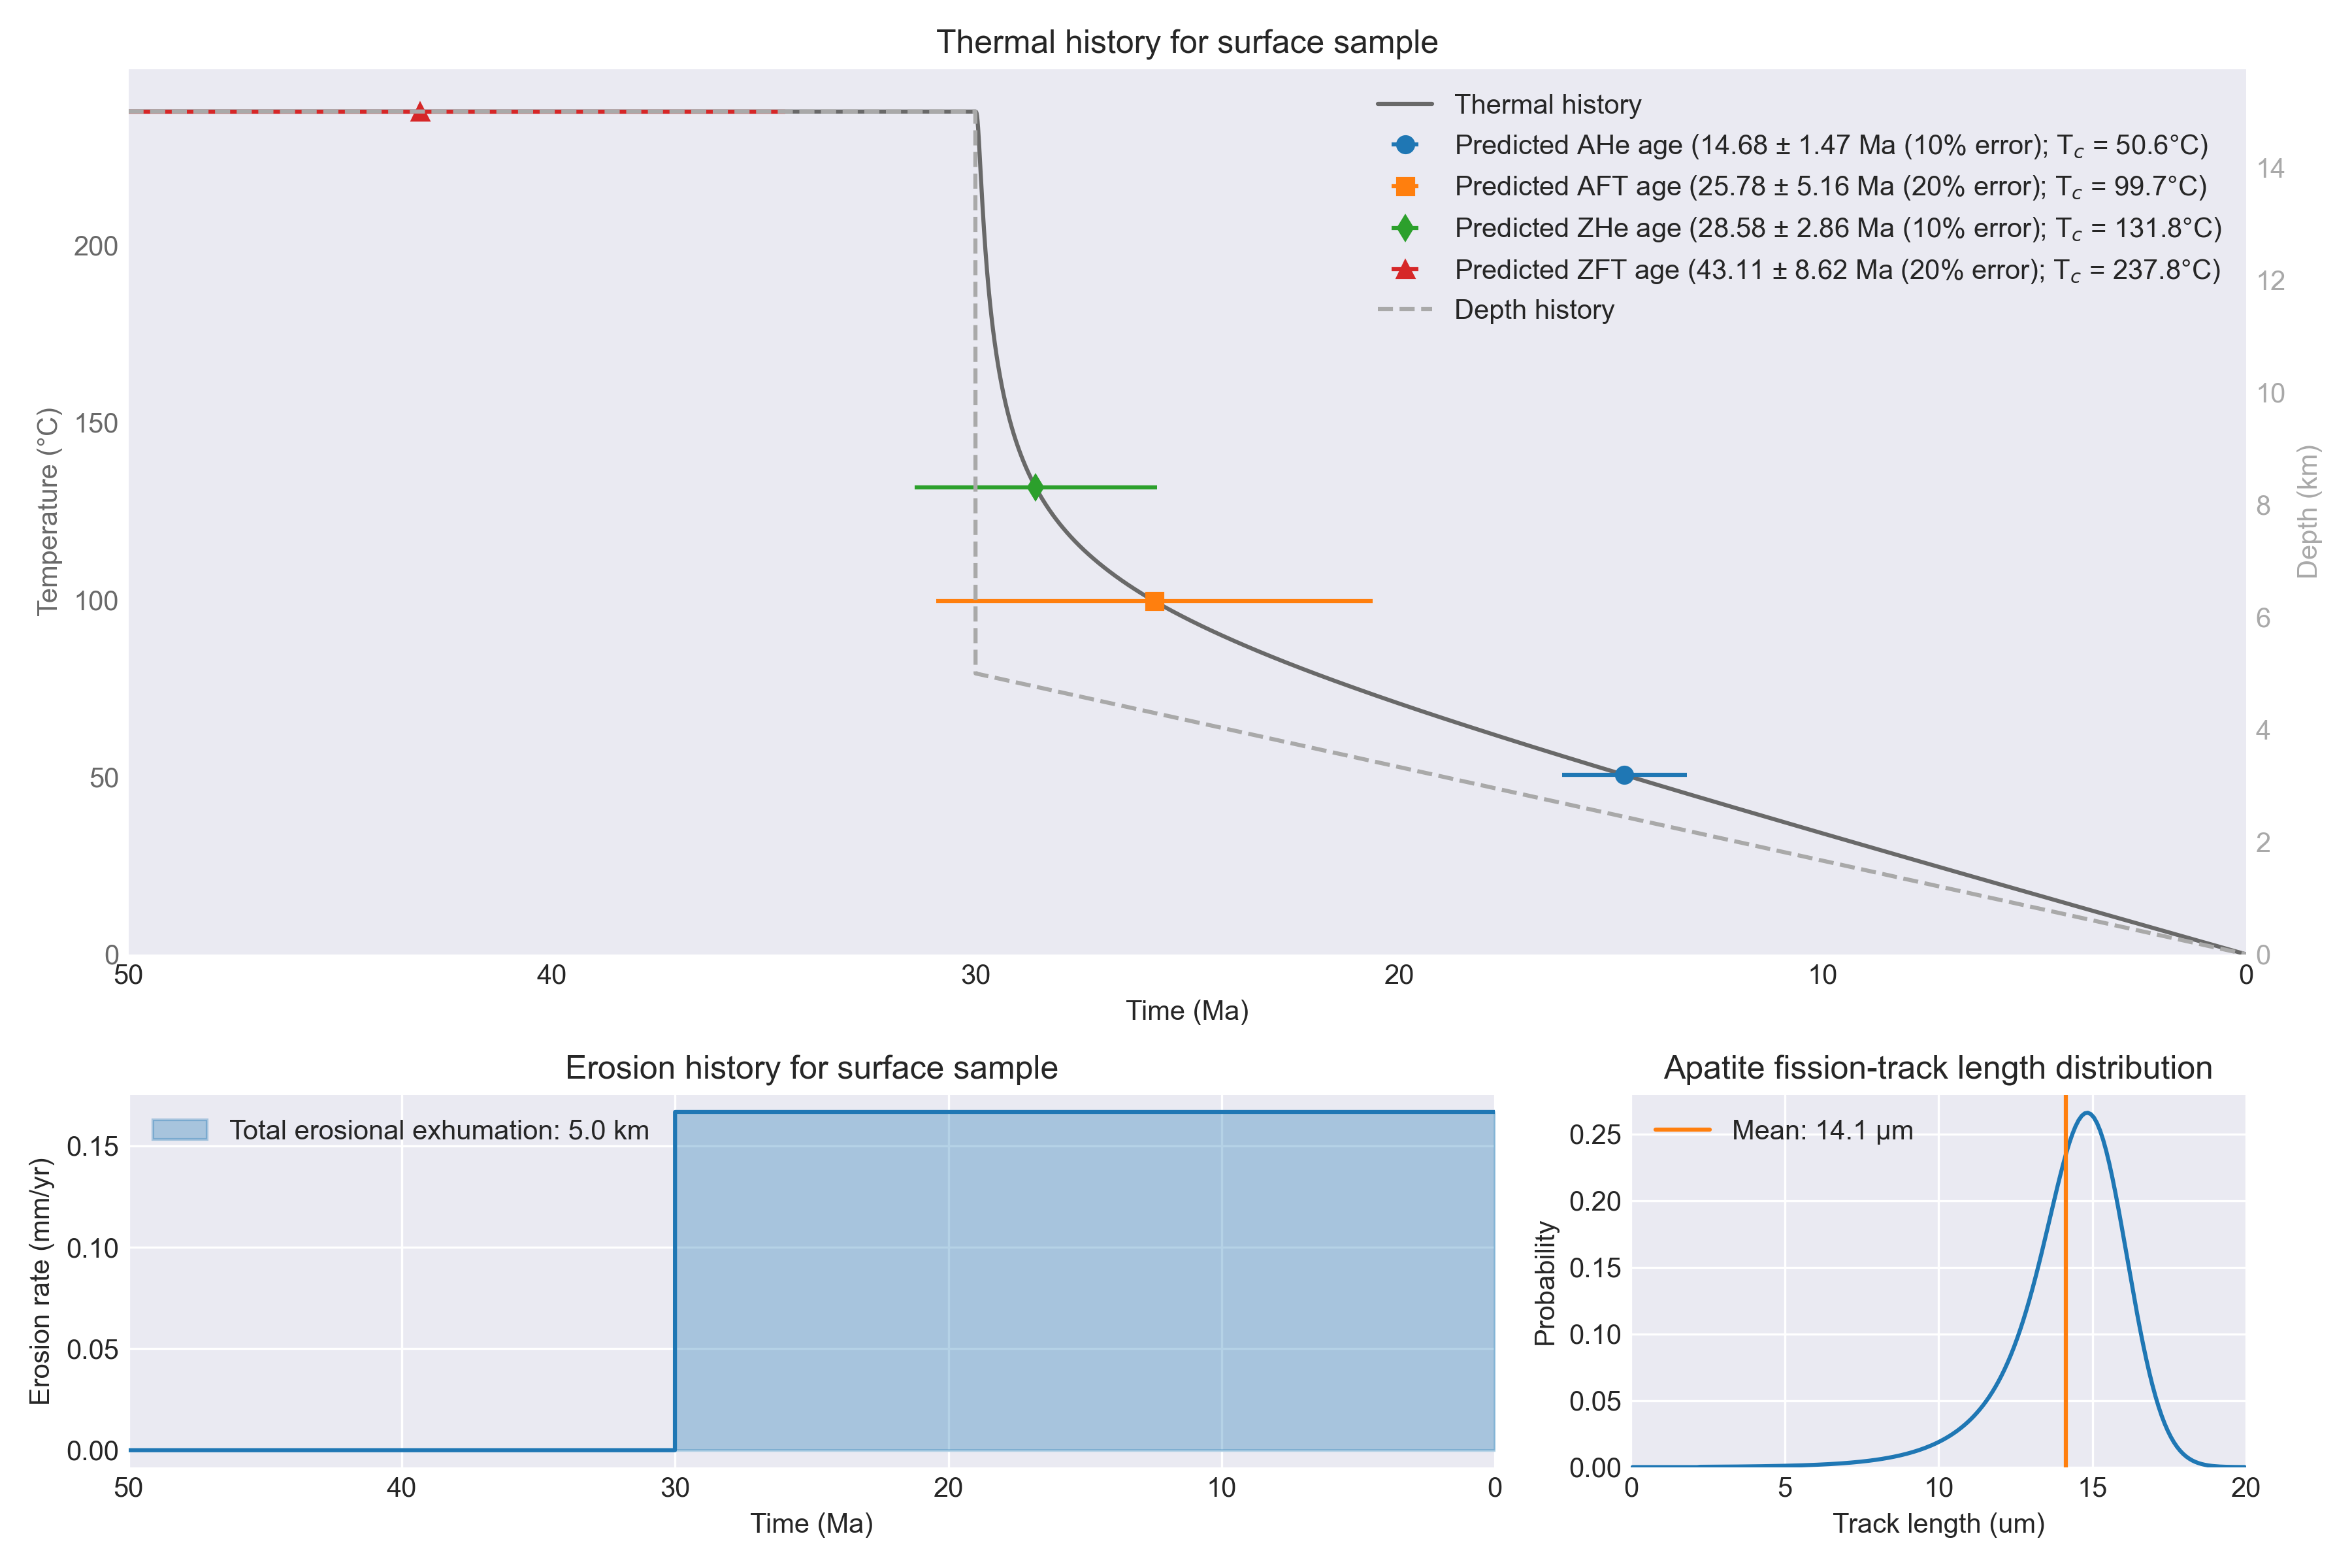 Thermal history for surface sample
Thermal history
Predicted AHe age (14.68 ± 1.47 Ma (10% error); Tc = 50.6°C)
Predicted AFT age (25.78 ± 5.16 Ma (20% error); Tc = 99.7°C)
Predicted ZHe age (28.58 ± 2.86 Ma (10% error); Tc = 131.8°C)
Predicted ZFT age (43.11 ± 8.62 Ma (20% error); Tc = 237.8°C)
Depth history
Temperature (°C)
200
150
100
50
0
14
12
10
8
6
4
2
0
Depth (km)
50 40 30 20 10 0
Time (Ma)
Erosion history for surface sample
Total erosional exhumation: 5.0 km
Erosion rate (mm/yr)
0.15
0.10
0.05
0.00
50 40 30 20 10 0
Time (Ma)
Apatite fission-track length distribution
Mean: 14.1 µm
Probability
0.25
0.20
0.15
0.10
0.05
0.00
0 5 10 15 20
Track length (um)